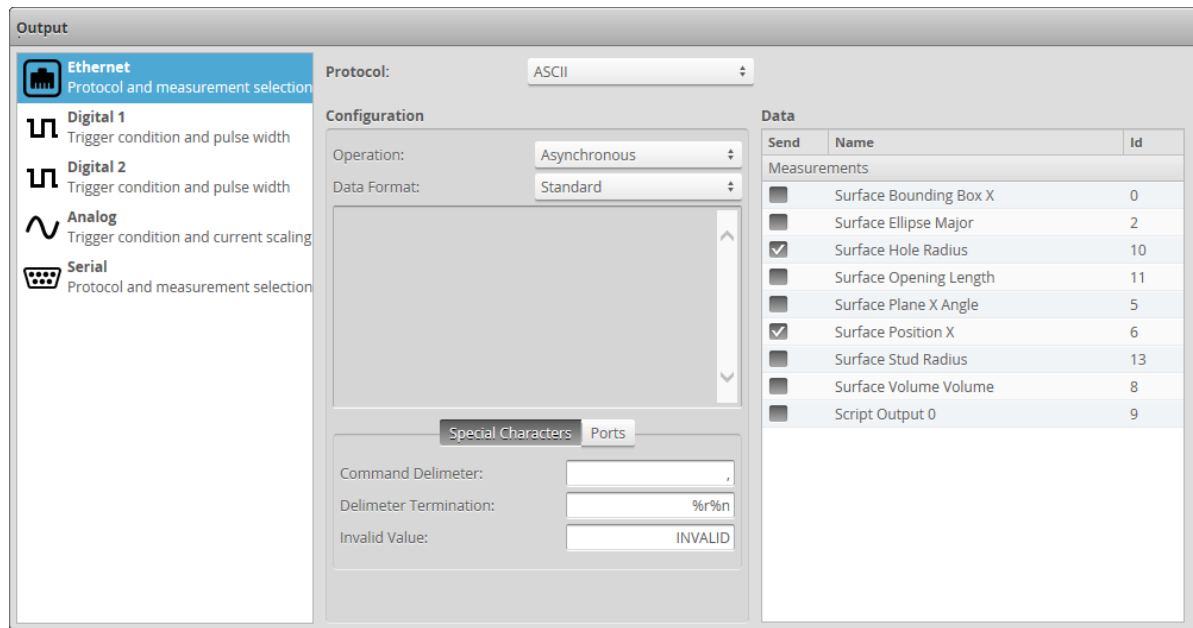 Output
Ethernet
Protocol and measurement selection
Digital 1
Trigger condition and pulse width
Digital 2
Trigger condition and pulse width
Analog
Trigger condition and current scaling
Serial
Protocol and measurement selection
Protocol: ASCII
Configuration
Operation: Asynchronous
Data Format: Standard
Special Characters Ports
Command Delimeter: ,
Delimeter Termination: %r%n
Invalid Value: INVALID
Data
Send Name Id
Measurements
Surface Bounding Box X 0
Surface Ellipse Major 2
Surface Hole Radius 10
Surface Opening Length 11
Surface Plane X Angle 5
Surface Position X 6
Surface Stud Radius 13
Surface Volume Volume 8
Script Output 0 9